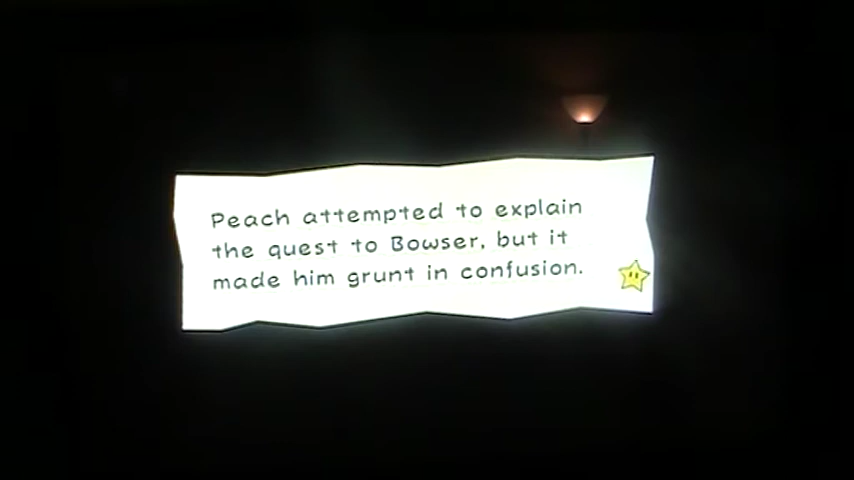 Peach attempted to explain
the quest to Bowser, but it
made him grunt in confusion.